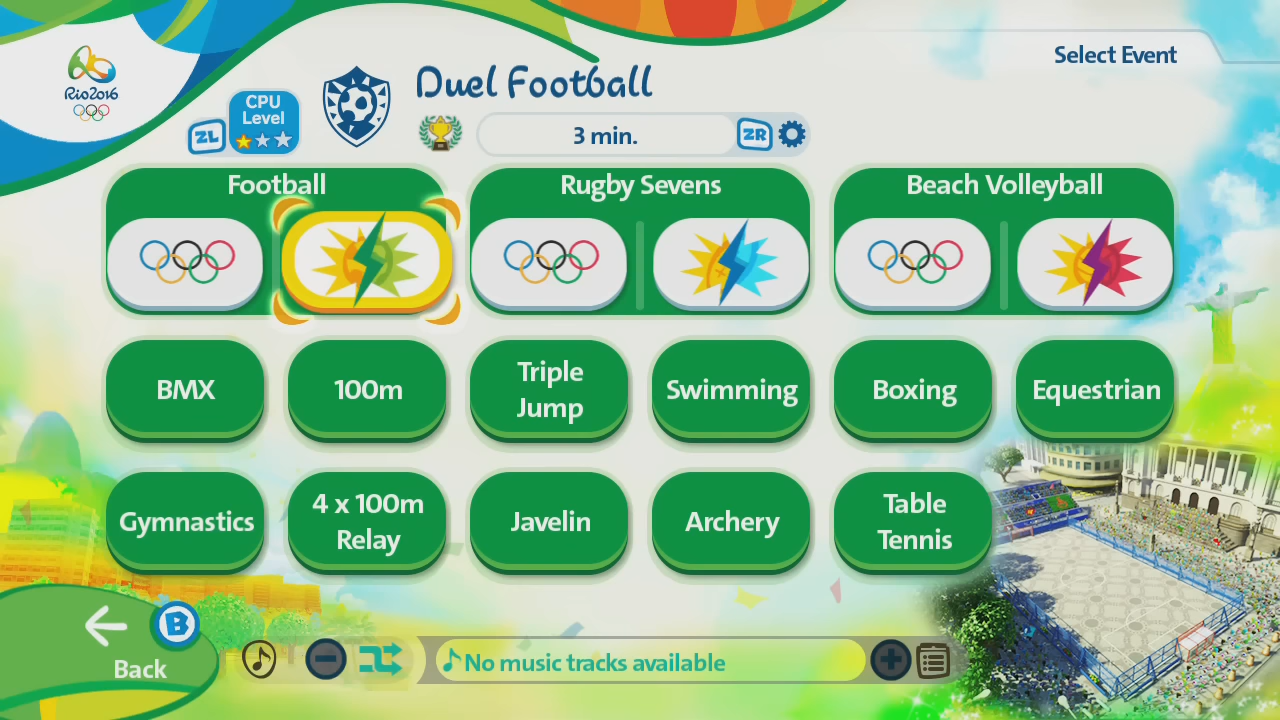 Select Event
Rio2016
CPU
Level
ZL
Duel Football
3 min.
ZR
Football
Rugby Sevens
Beach Volleyball
BMX
100m
Triple
Jump
Swimming
Boxing
Equestrian
Gymnastics
4 x 100m
Relay
Javelin
Archery
Table
Tennis
B
Back
No music tracks available